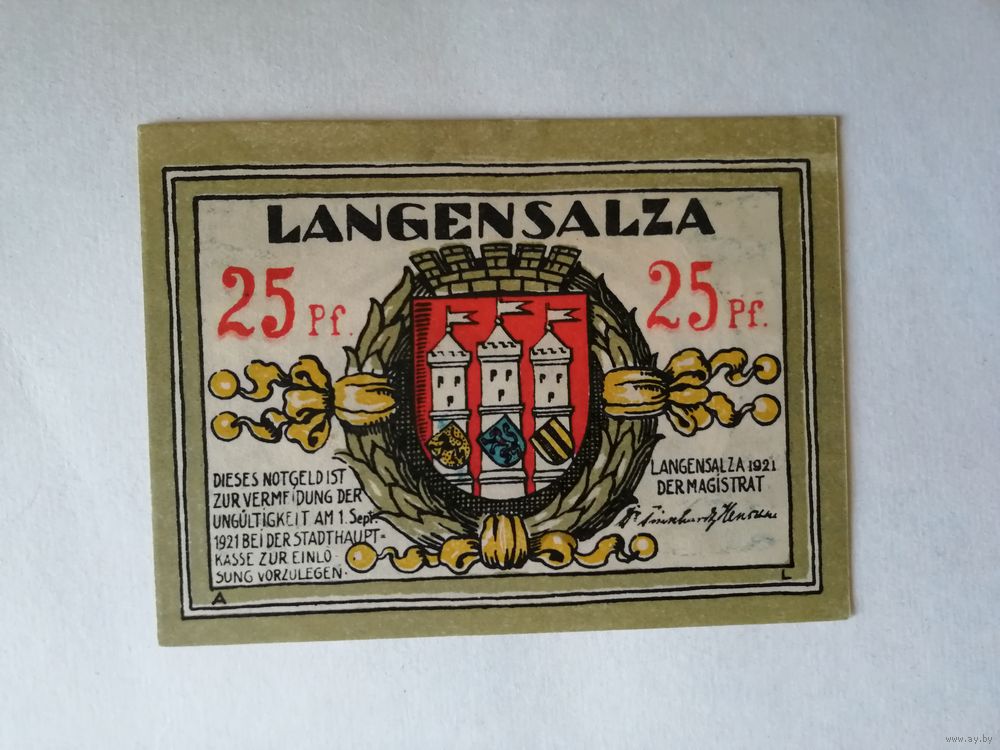 LANGENSALZA
25 Pf.
25 Pf.
DIESES NOTGELD IST
ZUR VERMEIDUNG DER
UNGÜLTIGKEIT AM 1. Sept.
1921 BEI DER STADTHAUPT=
KASSE ZUR EINLÖ-
SUNG VORZULEGEN.
LANGENSALZA 1921
DER MAGISTRAT
A
L
www.ay.by